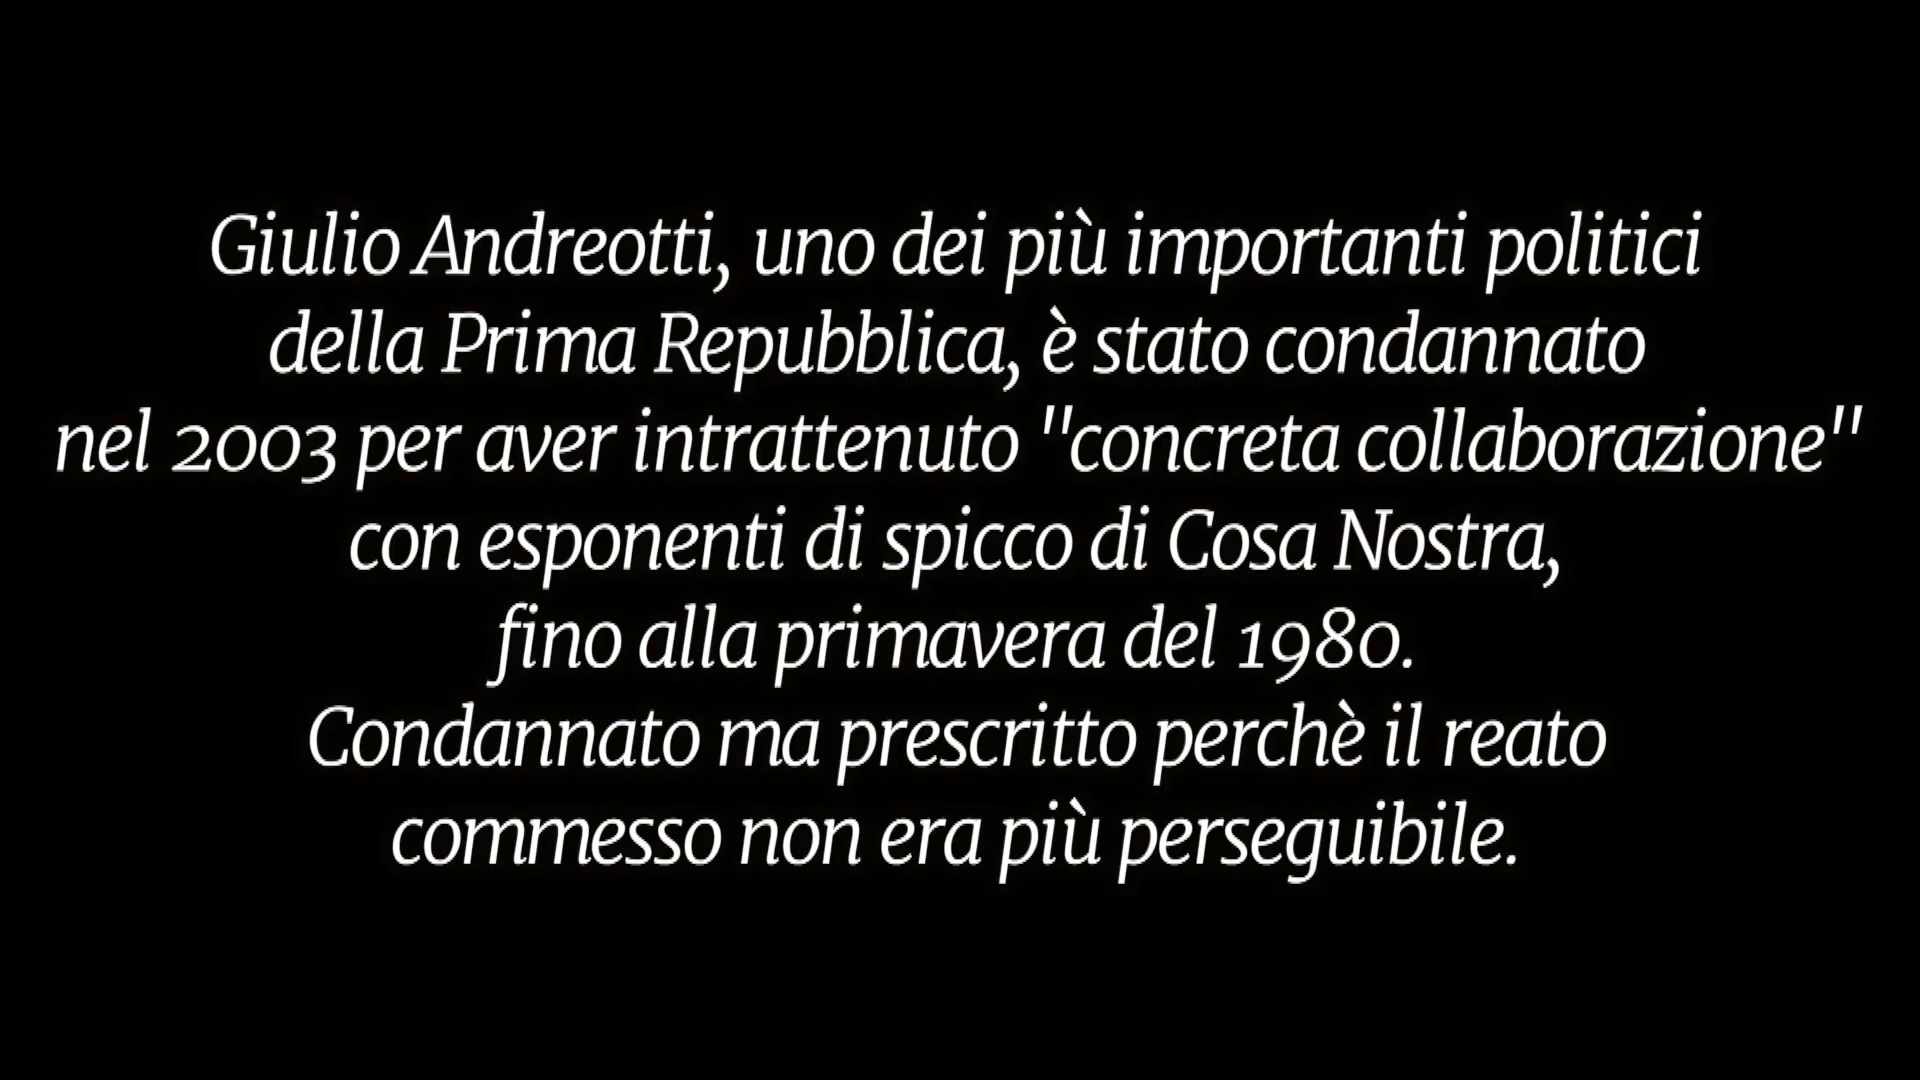 Giulio Andreotti, uno dei più importanti politici
della Prima Repubblica, è stato condannato
nel 2003 per aver intrattenuto "concreta collaborazione"
con esponenti di spicco di Cosa Nostra,
fino alla primavera del 1980.
Condannato ma prescritto perchè il reato
commesso non era più perseguibile.